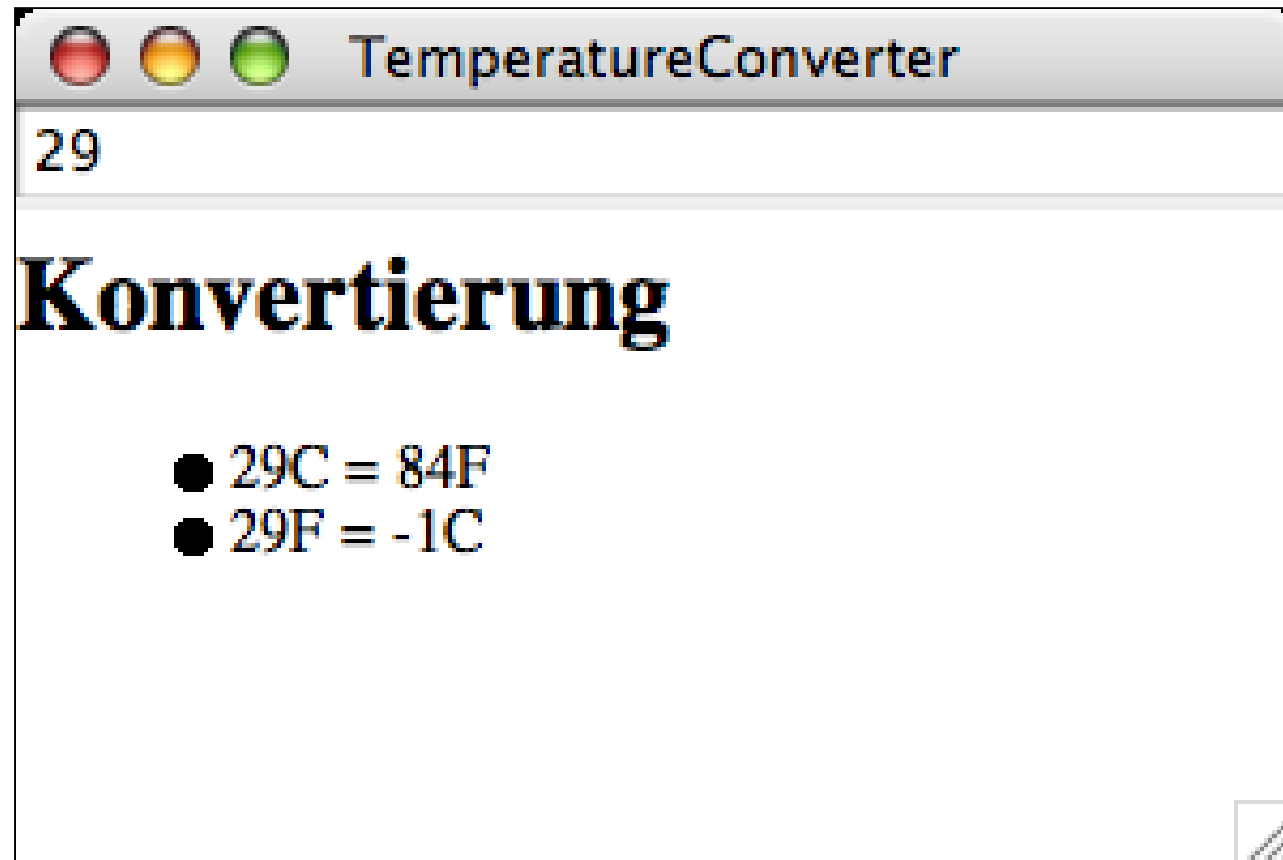 TemperatureConverter
29
Konvertierung
29C = 84F
29F = -1C